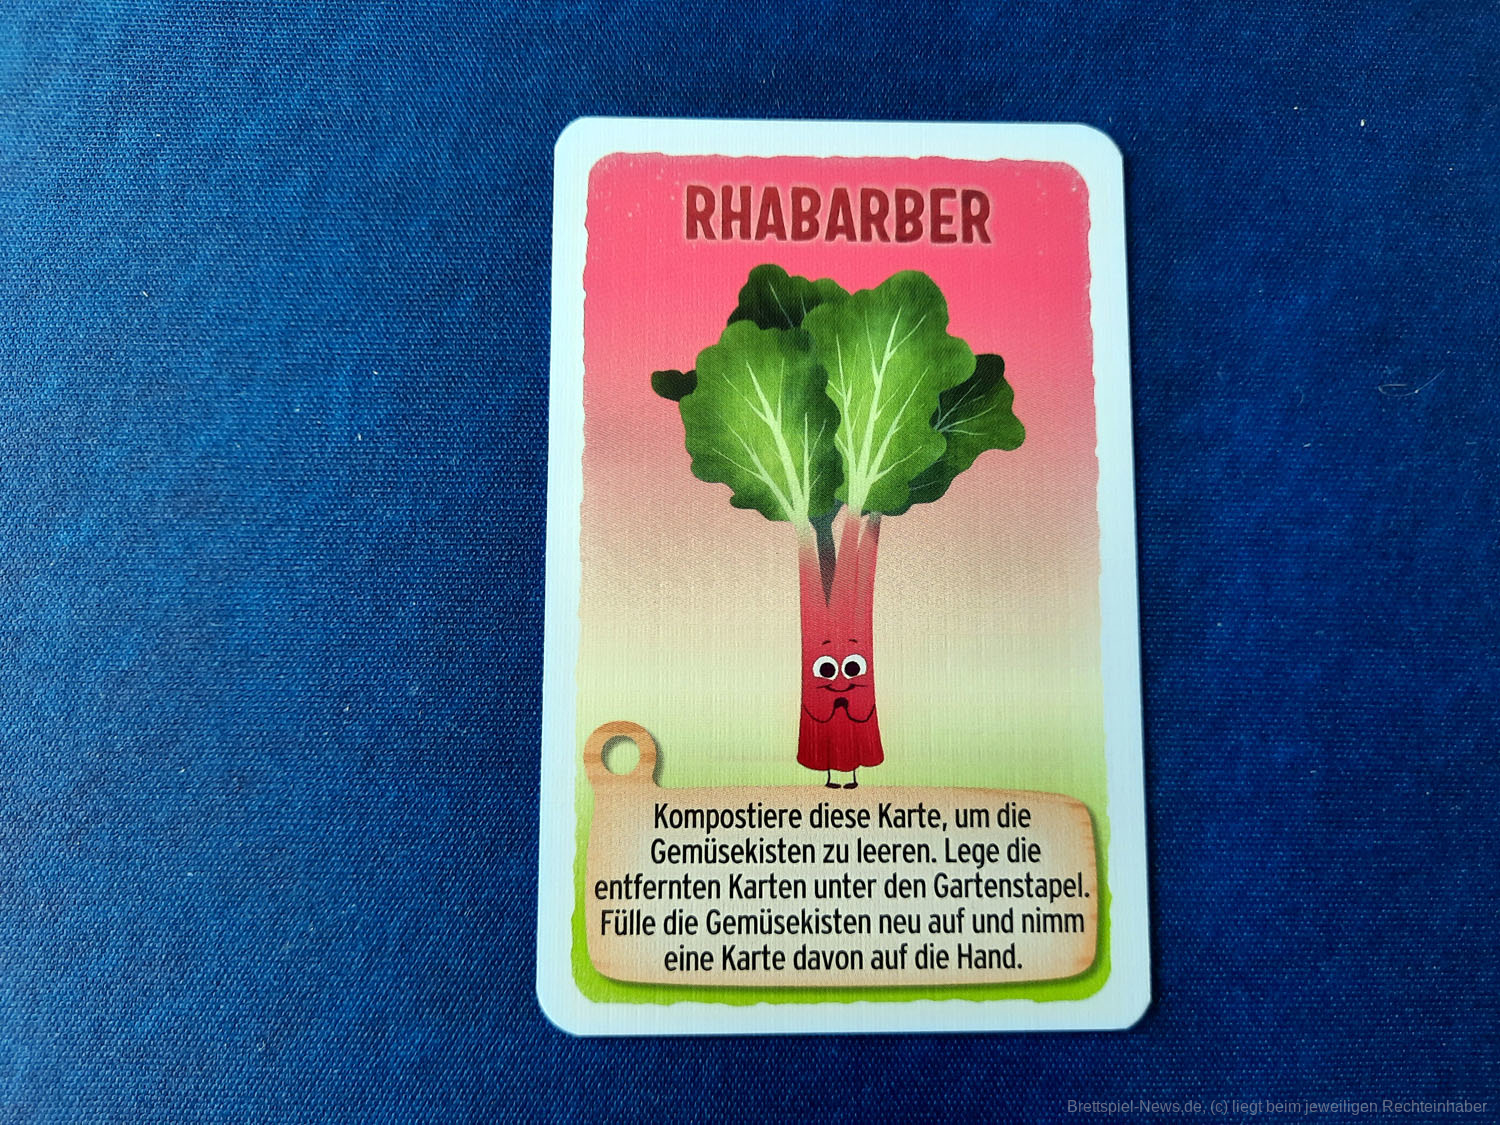 RHABARBER
Kompostiere diese Karte, um die
Gemüsekisten zu leeren. Lege die
entfernten Karten unter den Gartenstapel.
Fülle die Gemüsekisten neu auf und nimm
eine Karte davon auf die Hand.
Brettspiel-News.de, (c) liegt beim jeweiligen Rechteinhaber